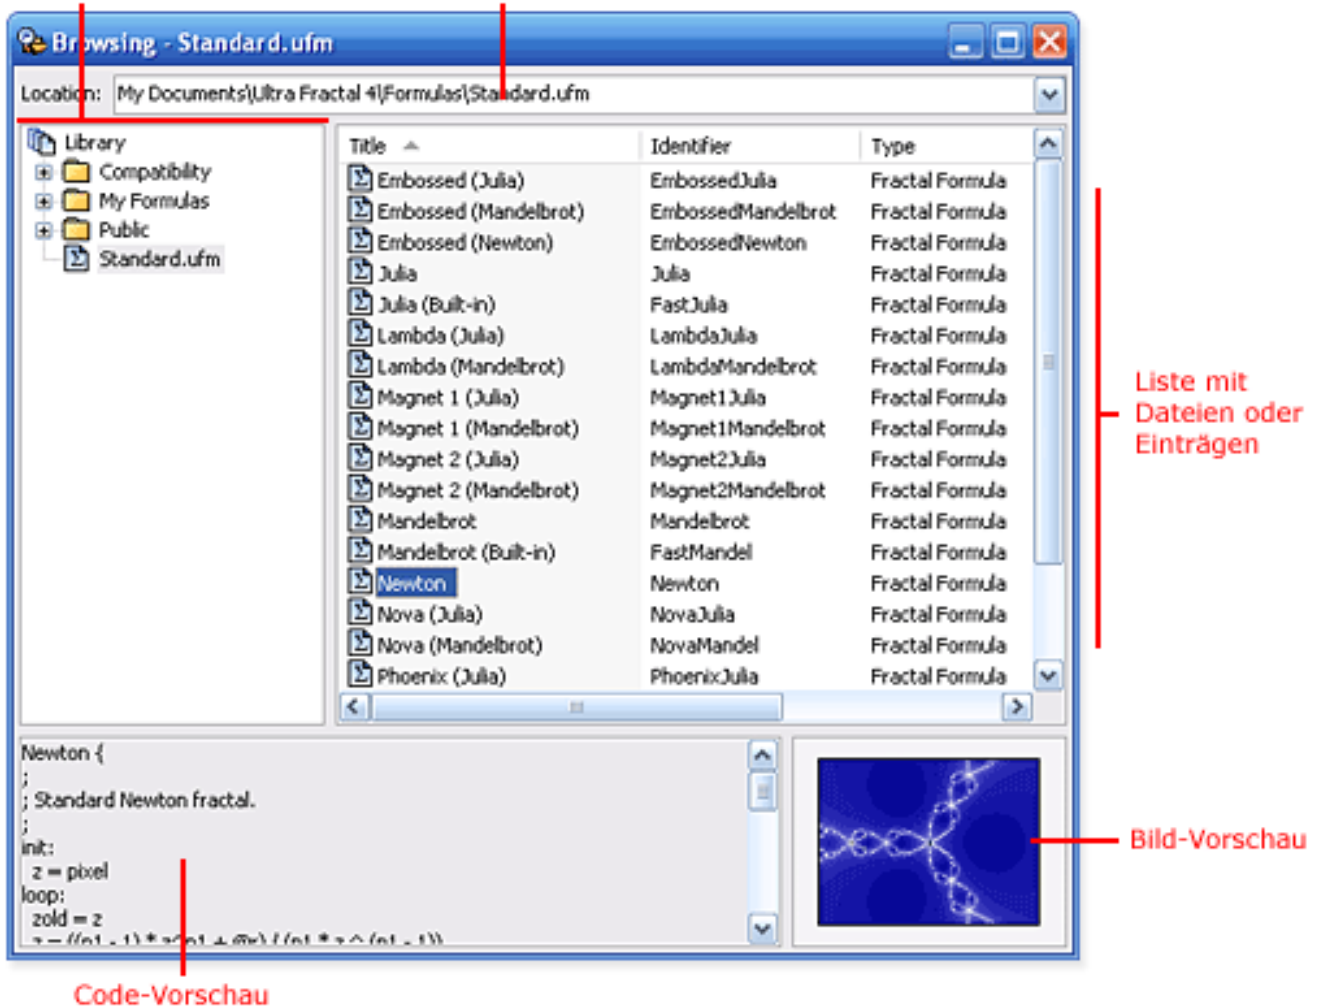 Browsing - Standard.ufm
Location: My Documents\Ultra Fractal 4\Formulas\Standard.ufm
Library
Compatibility
My Formulas
Public
Standard.ufm
Title Identifier Type
Embossed (Julia) EmbossedJulia Fractal Formula
Embossed (Mandelbrot) EmbossedMandelbrot Fractal Formula
Embossed (Newton) EmbossedNewton Fractal Formula
Julia Julia Fractal Formula
Julia (Built-in) FastJulia Fractal Formula
Lambda (Julia) LambdaJulia Fractal Formula
Lambda (Mandelbrot) LambdaMandelbrot Fractal Formula
Magnet 1 (Julia) Magnet1Julia Fractal Formula
Magnet 1 (Mandelbrot) Magnet1Mandelbrot Fractal Formula
Magnet 2 (Julia) Magnet2Julia Fractal Formula
Magnet 2 (Mandelbrot) Magnet2Mandelbrot Fractal Formula
Mandelbrot Mandelbrot Fractal Formula
Mandelbrot (Built-in) FastMandel Fractal Formula
Newton Newton Fractal Formula
Nova (Julia) NovaJulia Fractal Formula
Nova (Mandelbrot) NovaMandel Fractal Formula
Phoenix (Julia) PhoenixJulia Fractal Formula
Liste mit
Dateien oder
Einträgen
Newton {
;
; Standard Newton fractal.
;
init:
z = pixel
loop:
zold = z
z = ((p1 - 1) * z^p1 + @r) / (p1 * z ^ (p1 - 1))
Bild-Vorschau
Code-Vorschau